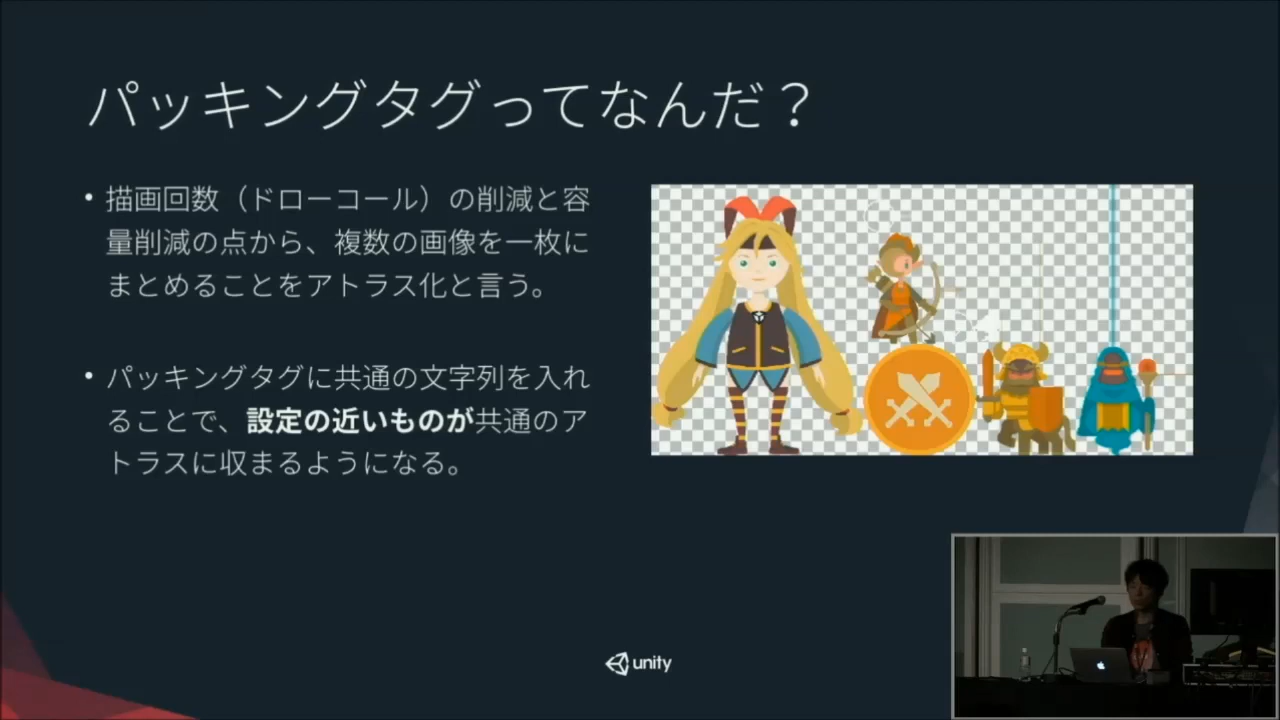 パッキングタグってなんだ？
• 描画回数（ドローコール）の削減と容
量削減の点から、複数の画像を一枚に
まとめることをアトラス化と言う。
• パッキングタグに共通の文字列を入れ
ることで、設定の近いものが共通のア
トラスに収まるようになる。
unity